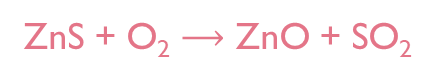 ZnS + O₂ ⟶ ZnO + SO₂